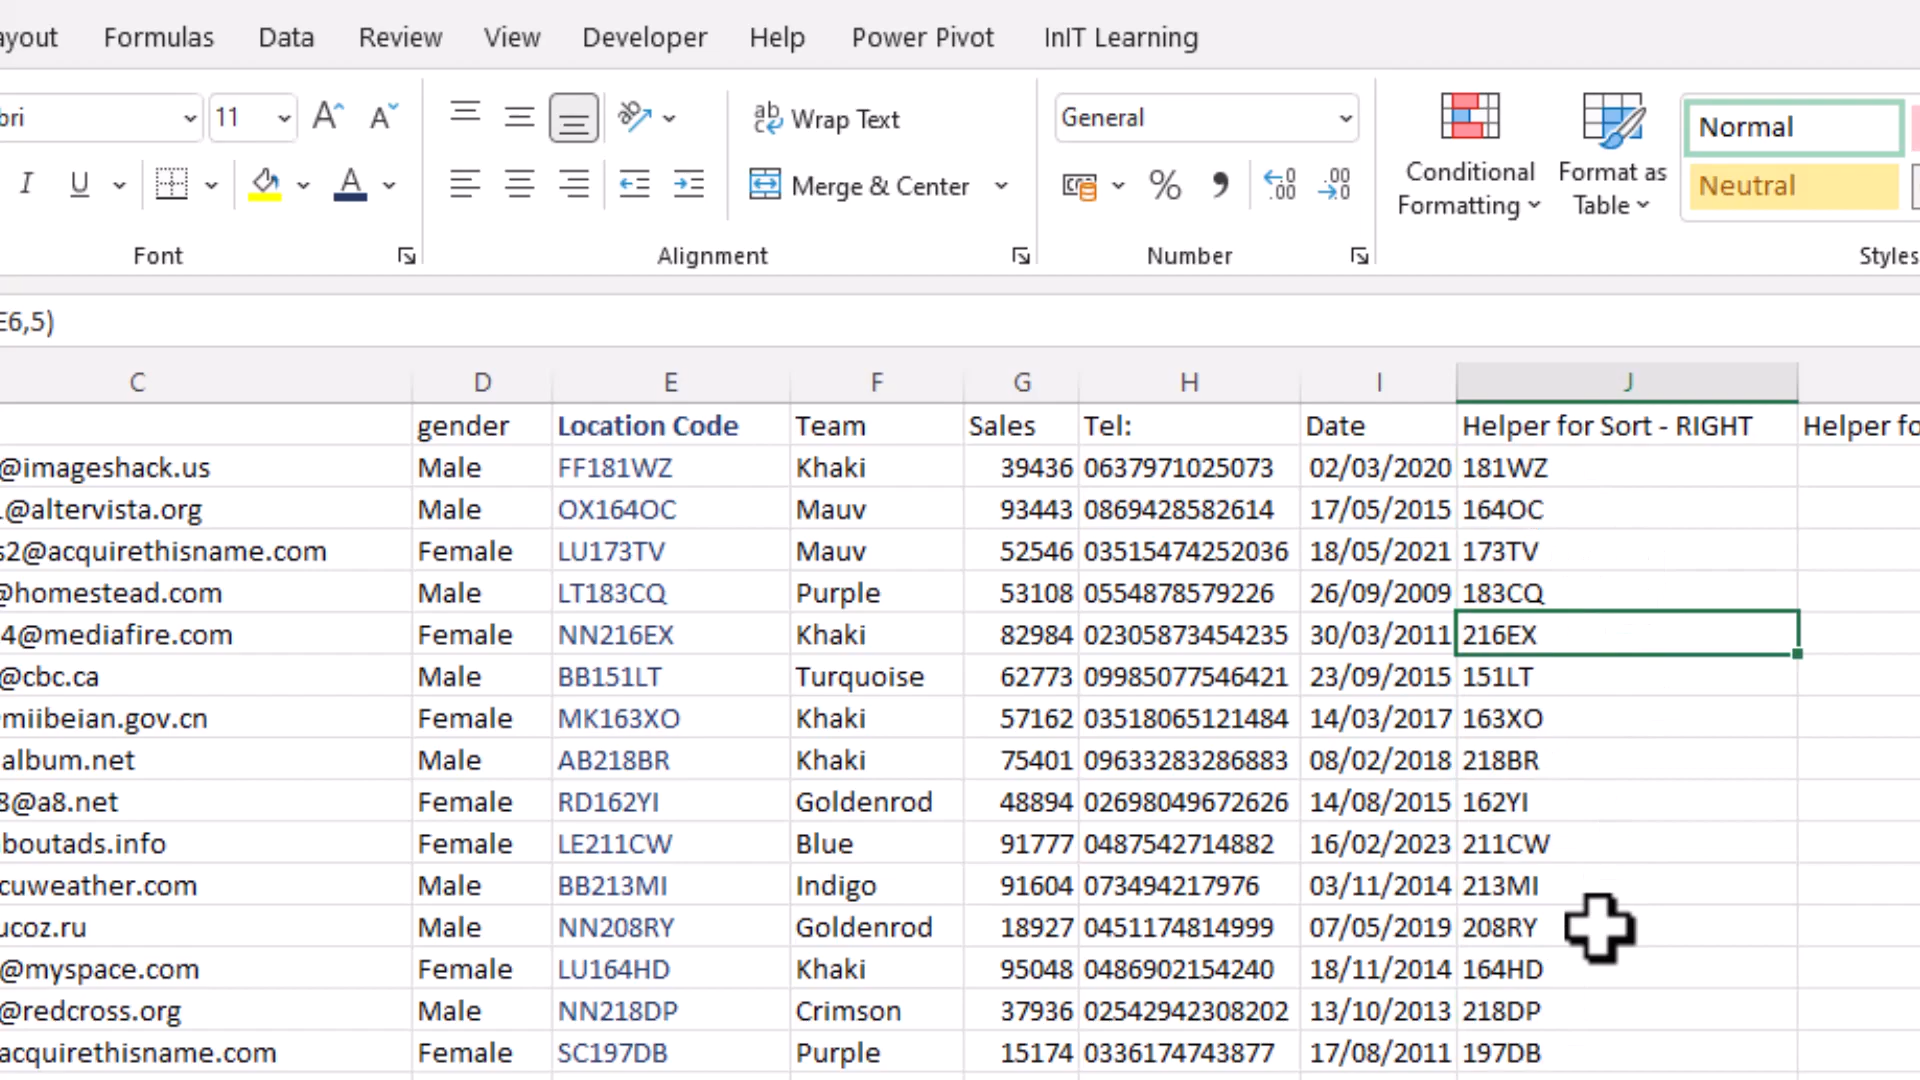 ayout Formulas Data Review View Developer Help Power Pivot InIT Learning
bri 11 A A ab Wrap Text General Normal
I U A Merge & Center % Conditional Formatting Format as Table Neutral
Font Alignment Number Styles
E6,5)
C D E F G H I J
gender Location Code Team Sales Tel: Date Helper for Sort - RIGHT Helper fo
@imageshack.us Male FF181WZ Khaki 39436 0637971025073 02/03/2020 181WZ
@altervista.org Male OX164OC Mauv 93443 0869428582614 17/05/2015 164OC
s2@acquirethisname.com Female LU173TV Mauv 52546 03515474252036 18/05/2021 173TV
@homestead.com Male LT183CQ Purple 53108 0554878579226 26/09/2009 183CQ
4@mediafire.com Female NN216EX Khaki 82984 02305873454235 30/03/2011 216EX
@cbc.ca Male BB151LT Turquoise 62773 09985077546421 23/09/2015 151LT
miibeian.gov.cn Female MK163XO Khaki 57162 03518065121484 14/03/2017 163XO
album.net Male AB218BR Khaki 75401 09633283286883 08/02/2018 218BR
8@a8.net Female RD162YI Goldenrod 48894 02698049672626 14/08/2015 162YI
boutads.info Female LE211CW Blue 91777 0487542714882 16/02/2023 211CW
cuweather.com Male BB213MI Indigo 91604 073494217976 03/11/2014 213MI
ucoz.ru Male NN208RY Goldenrod 18927 0451174814999 07/05/2019 208RY
@myspace.com Female LU164HD Khaki 95048 0486902154240 18/11/2014 164HD
@redcross.org Male NN218DP Crimson 37936 02542942308202 13/10/2013 218DP
acquirethisname.com Female SC197DB Purple 15174 0336174743877 17/08/2011 197DB